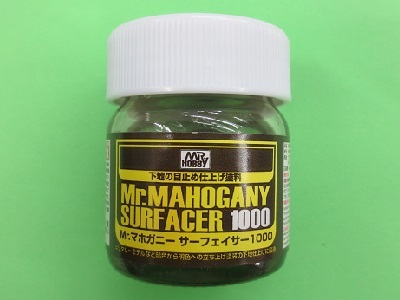 MR
HOBBY
下地の目止め仕上げ塗料
Mr.MAHOGANY
SURFACER 1000
Mr.マホガニー サーフェイサー1000